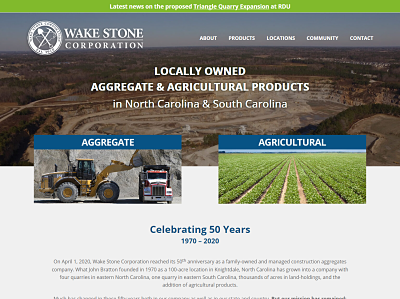 Latest news on the proposed Triangle Quarry Expansion at RDU
WAKE STONE
CORPORATION
ABOUT PRODUCTS LOCATIONS COMMUNITY CONTACT
LOCALLY OWNED
AGGREGATE & AGRICULTURAL PRODUCTS
in North Carolina & South Carolina
AGGREGATE
AGRICULTURAL
Celebrating 50 Years
1970 – 2020
On April 1, 2020, Wake Stone Corporation reached its 50th anniversary as a family-owned and managed construction aggregates
company. What John Bratton founded in 1970 as a 100-acre location in Knightdale, North Carolina has grown into a company with
four quarries in eastern North Carolina, one quarry in eastern South Carolina, thousands of acres in land-holdings, and the
addition of agricultural products.